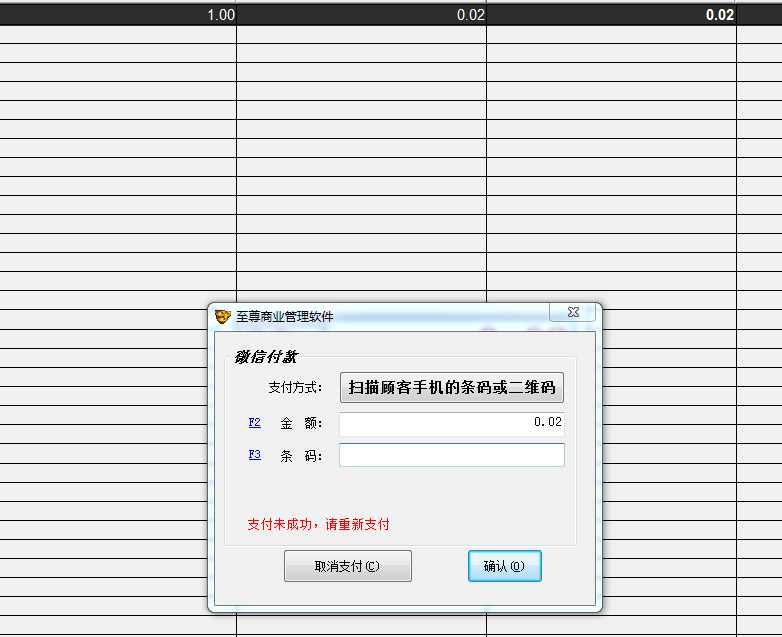 1.00 0.02 0.02
至尊商业管理软件
微信付款
支付方式： 扫描顾客手机的条码或二维码
F2 金 额： 0.02
F3 条 码：
支付未成功，请重新支付
取消支付(C) 确认(O)